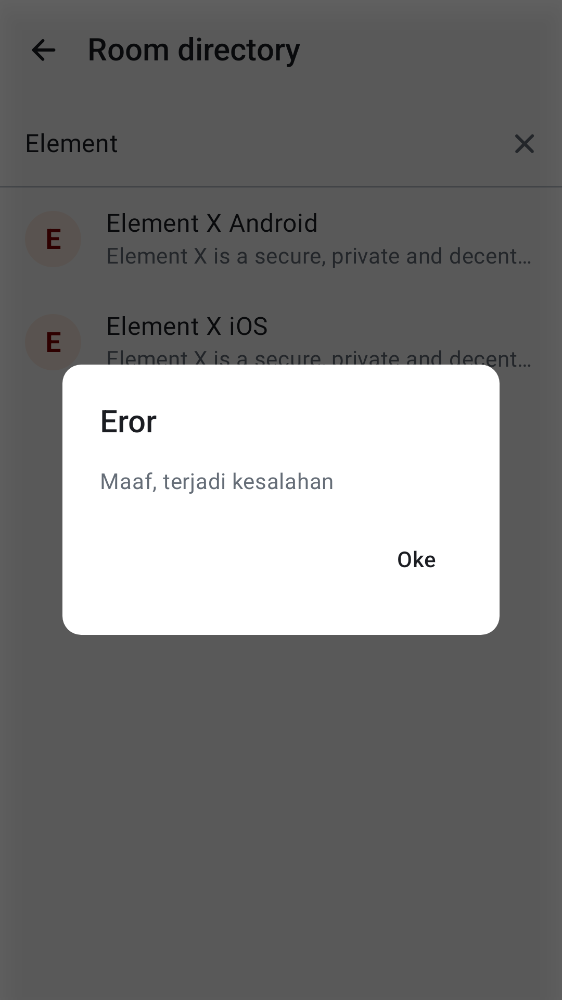 Room directory
Element
E
Element X Android
Element X is a secure, private and decent…
E
Element X iOS
Element X is a secure, private and decent…
Eror
Maaf, terjadi kesalahan
Oke